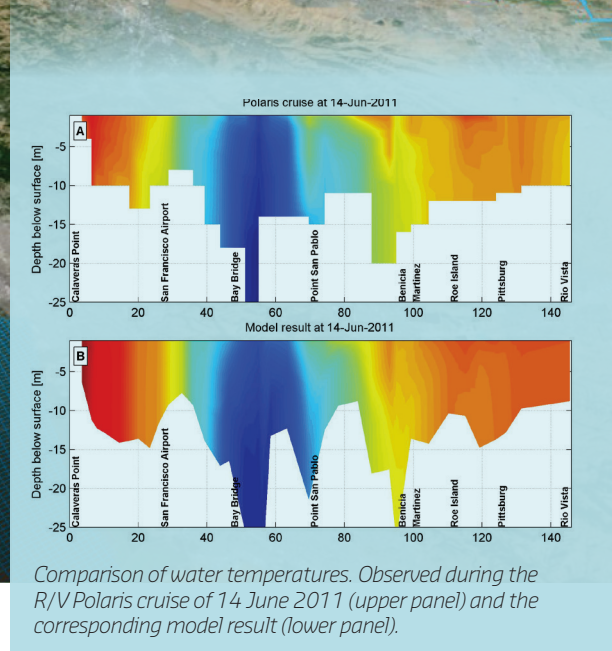 Polaris cruise at 14-Jun-2011
A
Depth below surface [m]
-5
-10
-15
-20
-25
Calaveras Point
San Francisco Airport
Bay Bridge
Point San Pablo
Benicia
Martinez
Roe Island
Pittsburg
Rio Vista
0 20 40 60 80 100 120 140
Model result at 14-Jun-2011
B
Depth below surface [m]
-5
-10
-15
-20
-25
Calaveras Point
San Francisco Airport
Bay Bridge
Point San Pablo
Benicia
Martinez
Roe Island
Pittsburg
Rio Vista
0 20 40 60 80 100 120 140
Comparison of water temperatures. Observed during the
R/V Polaris cruise of 14 June 2011 (upper panel) and the
corresponding model result (lower panel).